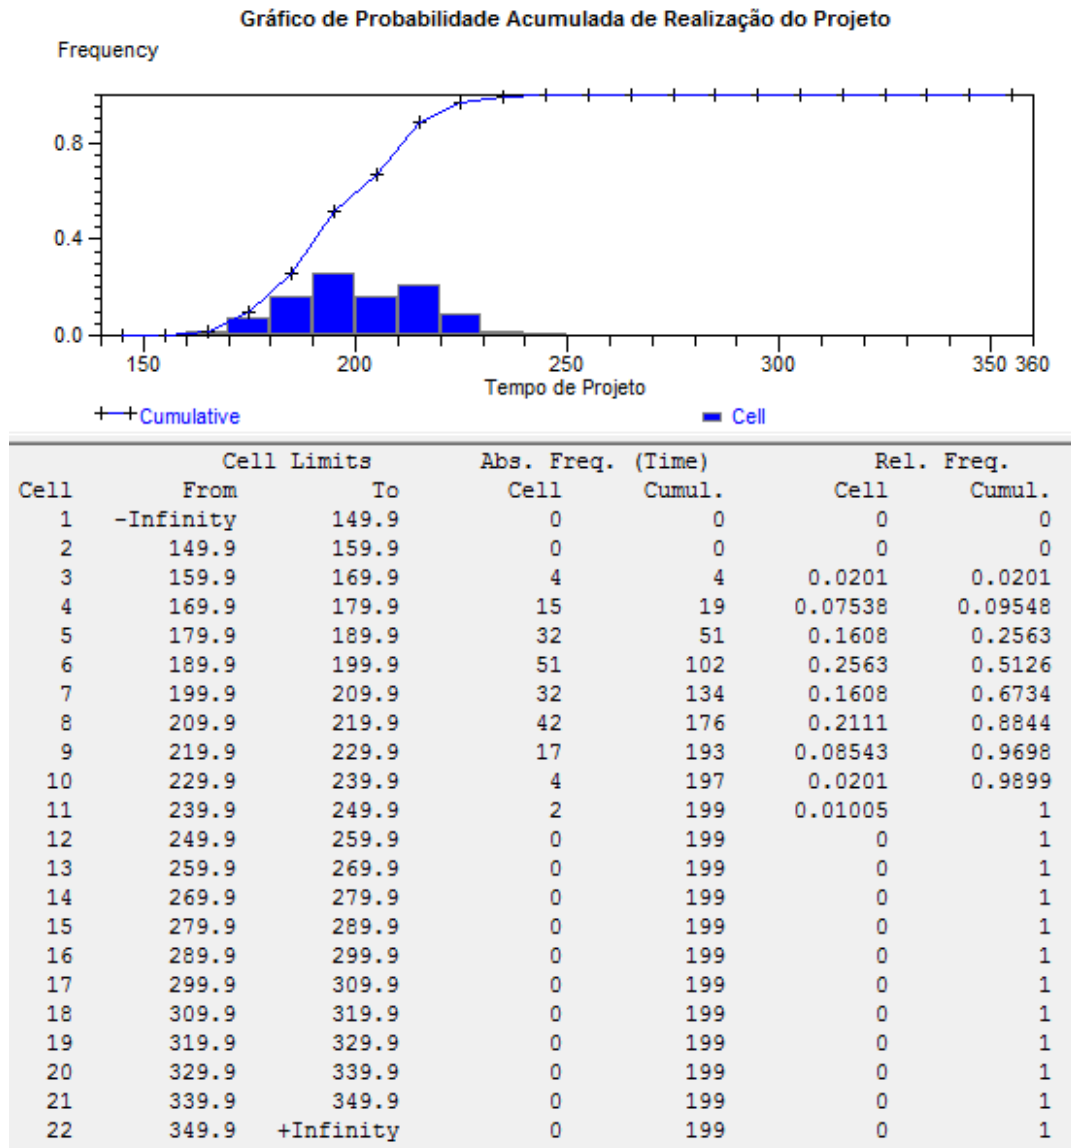 Gráfico de Probabilidade Acumulada de Realização do Projeto
Frequency
0.8
0.4
0.0
150 200 250 300 350 360
Tempo de Projeto
Cumulative Cell
Cell Limits Abs. Freq. (Time) Rel. Freq.
Cell From To Cell Cumul. Cell Cumul.
1 -Infinity 149.9 0 0 0 0
2 149.9 159.9 0 0 0 0
3 159.9 169.9 4 4 0.0201 0.0201
4 169.9 179.9 15 19 0.07538 0.09548
5 179.9 189.9 32 51 0.1608 0.2563
6 189.9 199.9 51 102 0.2563 0.5126
7 199.9 209.9 32 134 0.1608 0.6734
8 209.9 219.9 42 176 0.2111 0.8844
9 219.9 229.9 17 193 0.08543 0.9698
10 229.9 239.9 4 197 0.0201 0.9899
11 239.9 249.9 2 199 0.01005 1
12 249.9 259.9 0 199 0 1
13 259.9 269.9 0 199 0 1
14 269.9 279.9 0 199 0 1
15 279.9 289.9 0 199 0 1
16 289.9 299.9 0 199 0 1
17 299.9 309.9 0 199 0 1
18 309.9 319.9 0 199 0 1
19 319.9 329.9 0 199 0 1
20 329.9 339.9 0 199 0 1
21 339.9 349.9 0 199 0 1
22 349.9 +Infinity 0 199 0 1